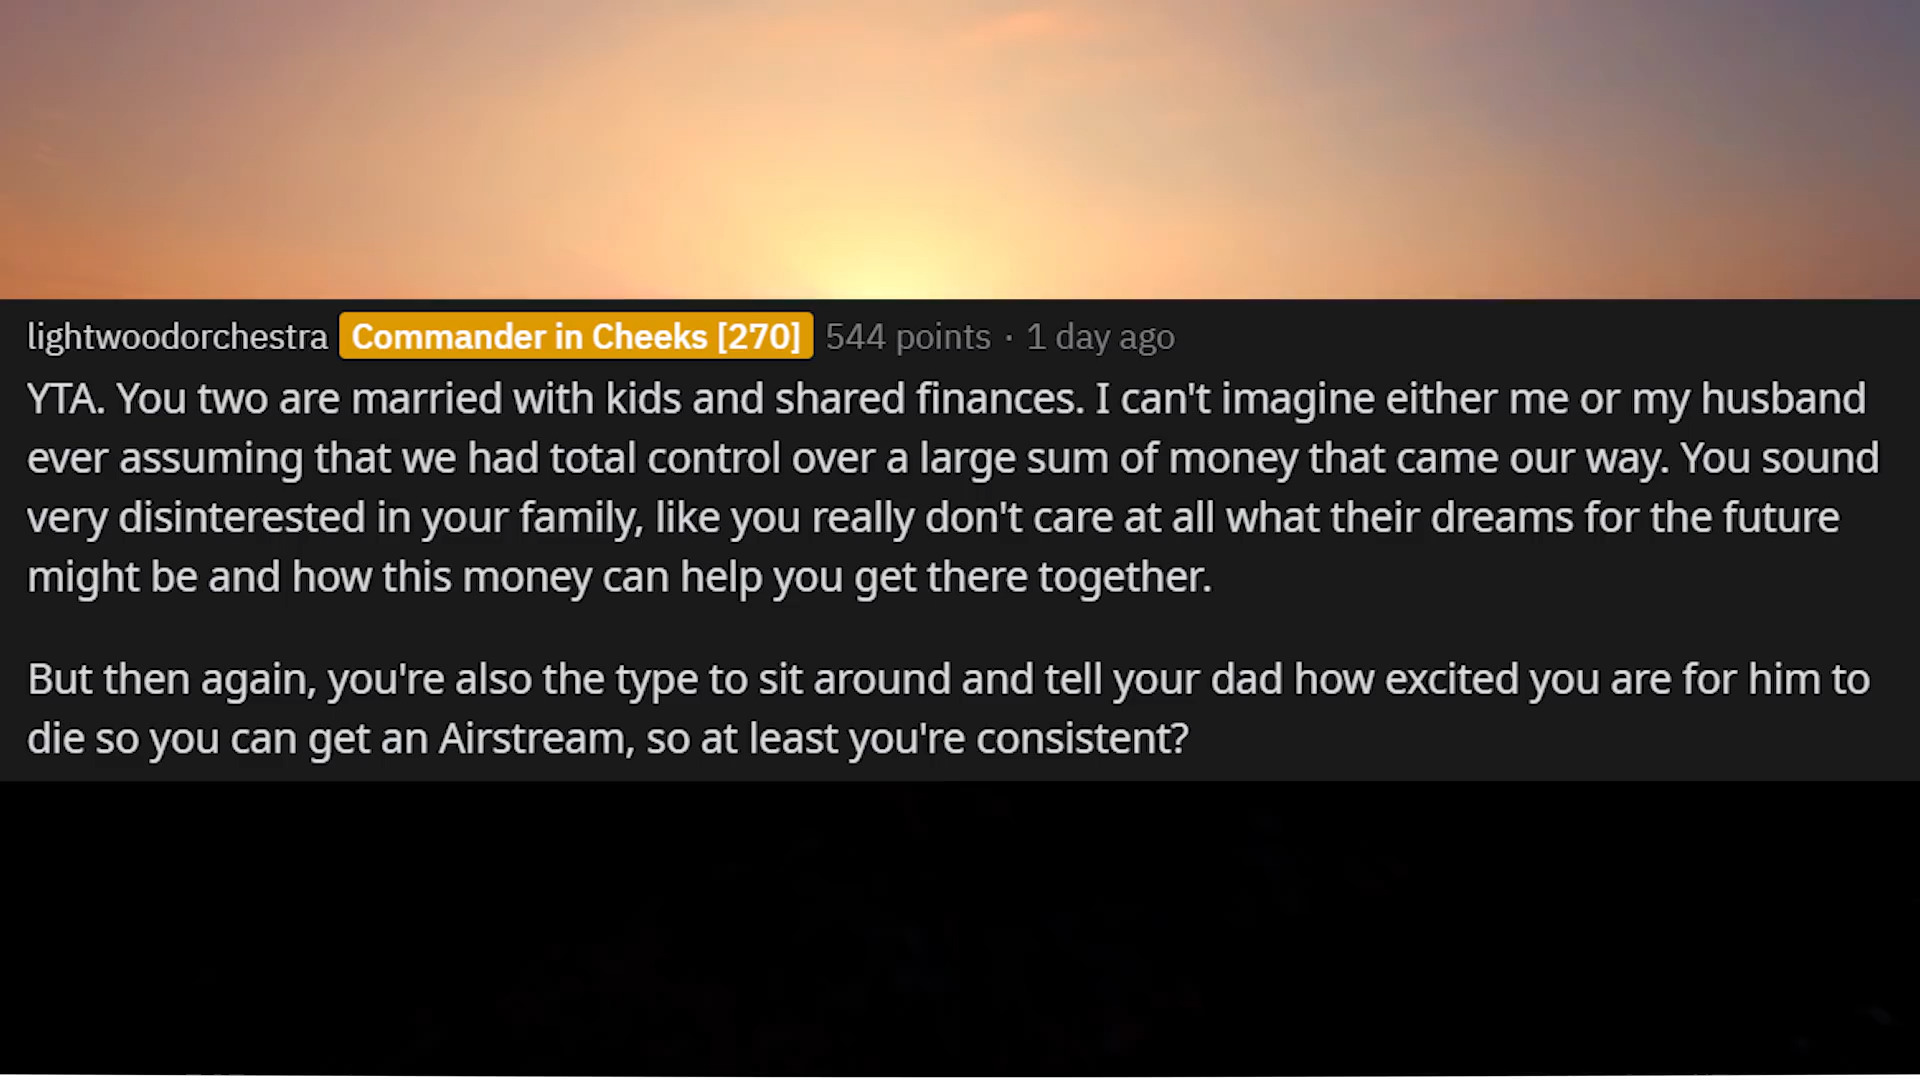 lightwoodorchestra Commander in Cheeks [270] 544 points · 1 day ago
YTA. You two are married with kids and shared finances. I can't imagine either me or my husband
ever assuming that we had total control over a large sum of money that came our way. You sound
very disinterested in your family, like you really don't care at all what their dreams for the future
might be and how this money can help you get there together.
But then again, you're also the type to sit around and tell your dad how excited you are for him to
die so you can get an Airstream, so at least you're consistent?